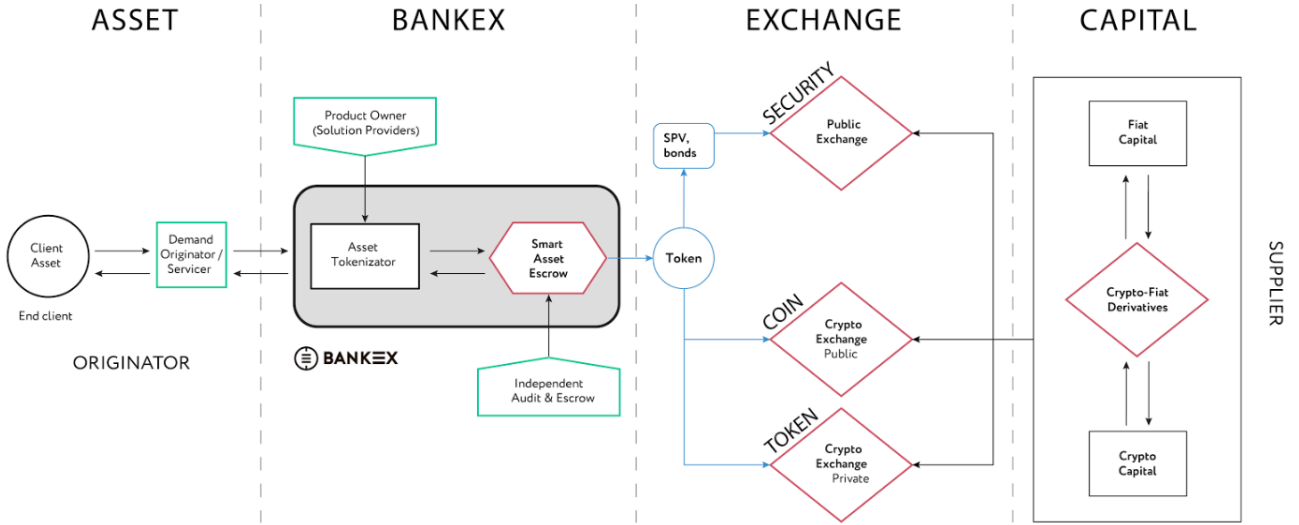 ASSET
BANKEX
EXCHANGE
CAPITAL
Client
Asset
End client
ORIGINATOR
Demand
Originator /
Servicer
Product Owner
(Solution Providers)
Asset
Tokenizator
Smart
Asset
Escrow
BANKEX
Independent
Audit & Escrow
SPV,
bonds
Token
SECURITY
Public
Exchange
COIN
Crypto
Exchange
Public
TOKEN
Crypto
Exchange
Private
Fiat
Capital
Crypto-Fiat
Derivatives
Crypto
Capital
SUPPLIER